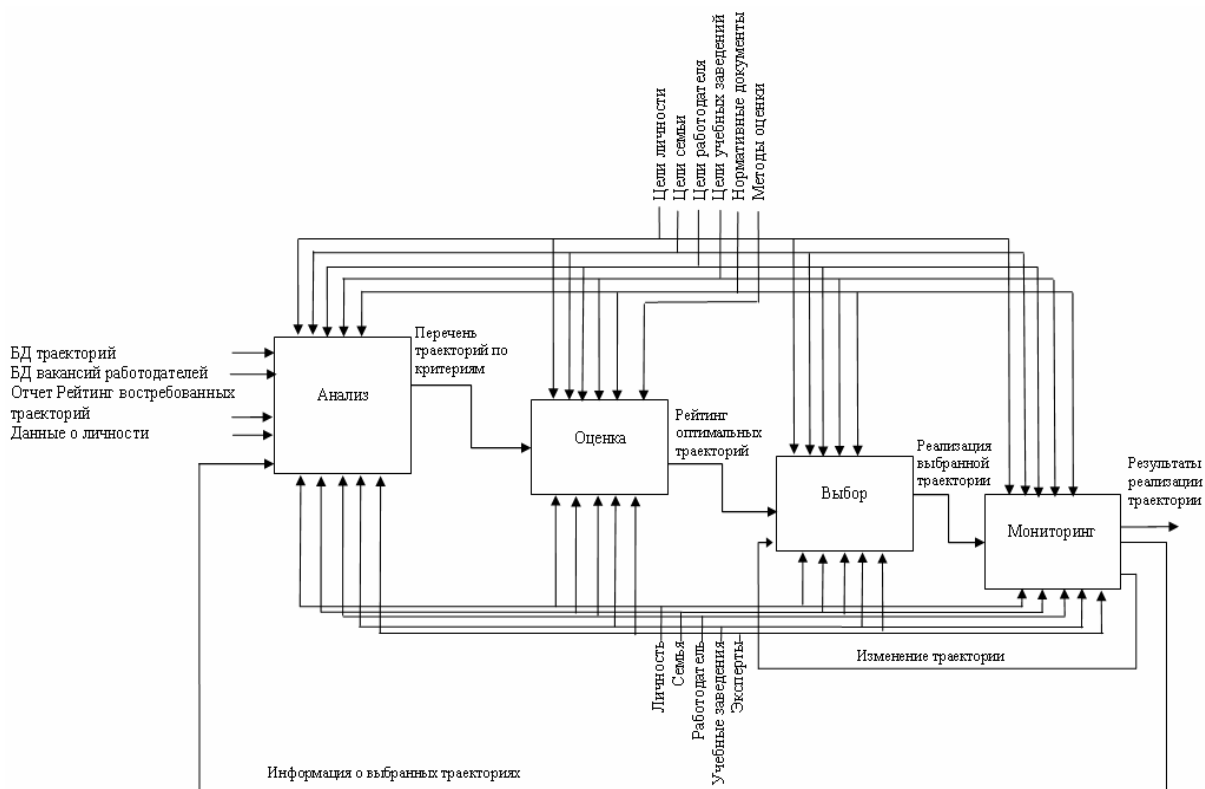 Цели личности
Цели семьи
Цели работодателя
Цели учебных заведений
Нормативные документы
Методы оценки
БД траекторий
БД вакансий работодателей
Отчет Рейтинг востребованных
траекторий
Данные о личности
Анализ
Перечень
траекторий по
критериям
Оценка
Рейтинг
оптимальных
траекторий
Выбор
Реализация
выбранной
траектории
Мониторинг
Результаты
реализации
траектории
Личность
Семья
Работодатель
Учебные заведения
Эксперты
Изменение траектории
Информация о выбранных траекториях